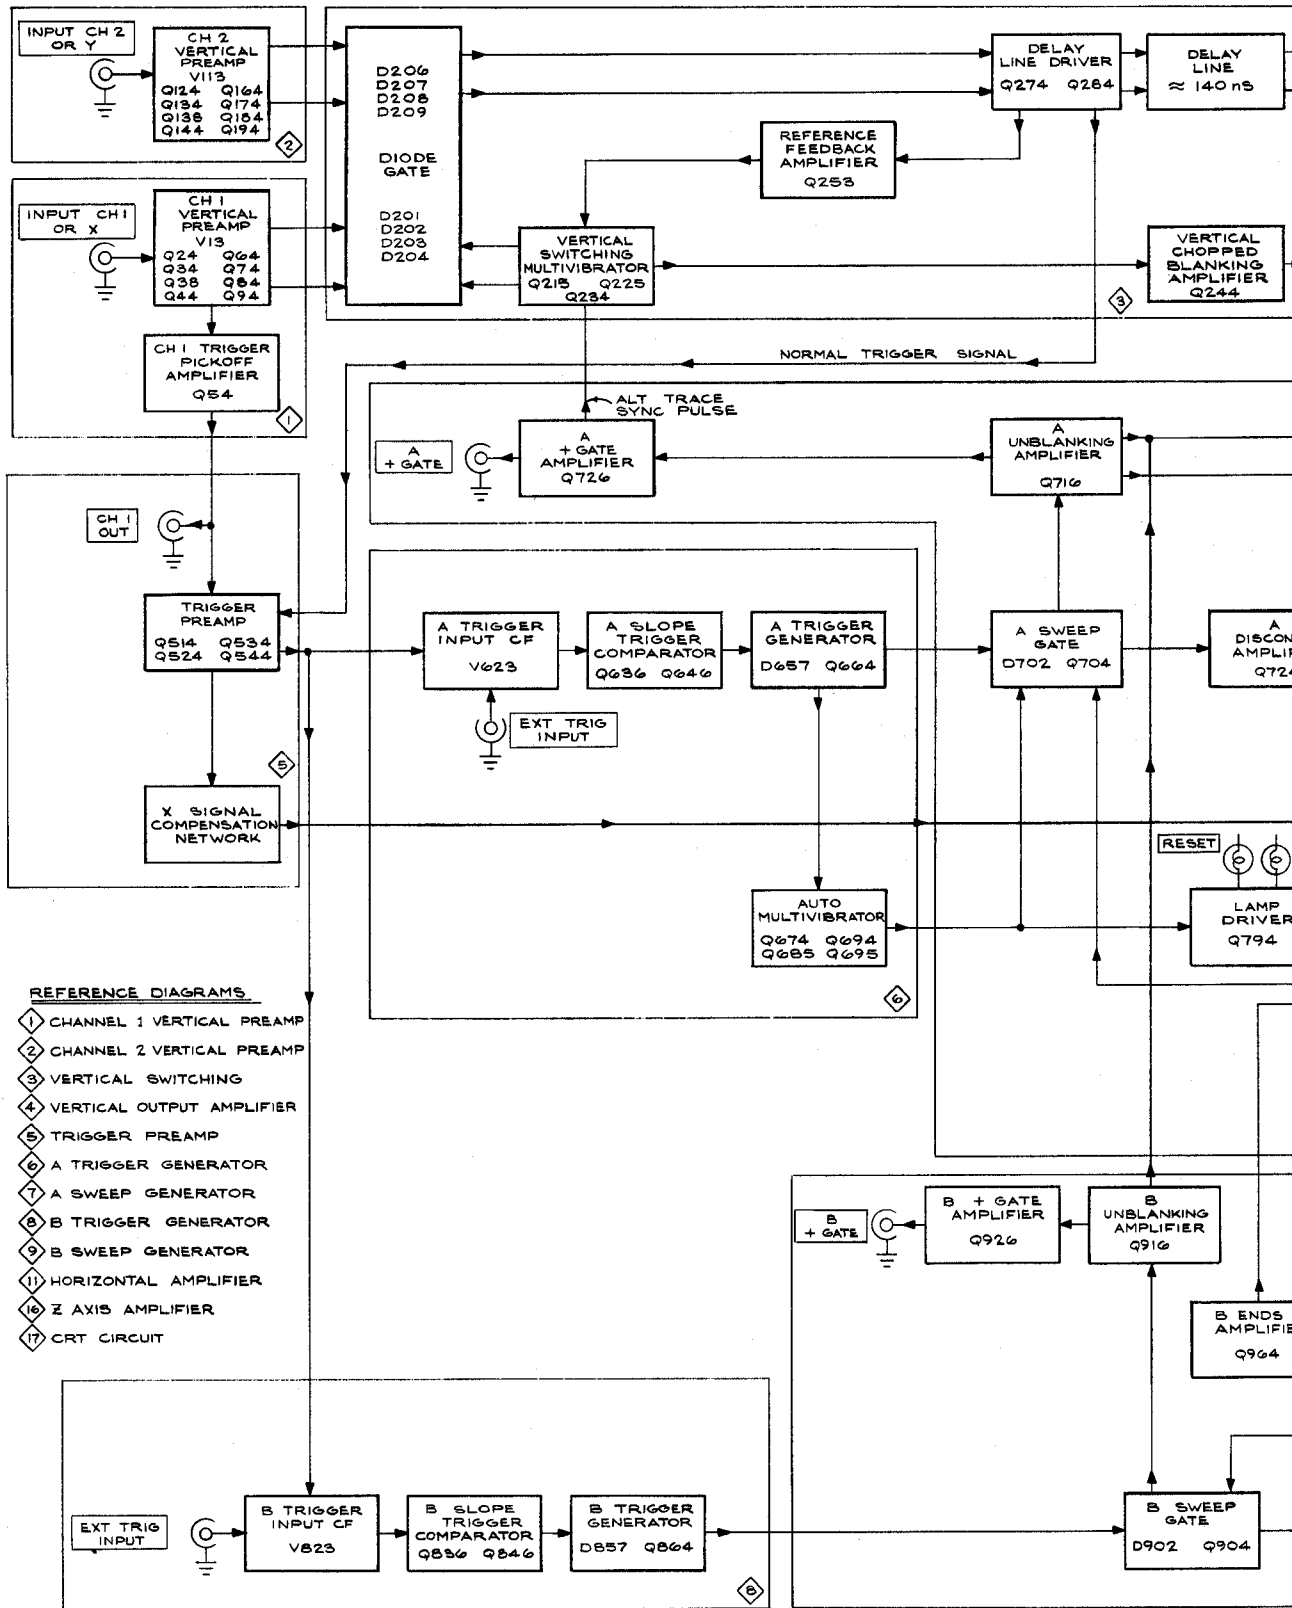 INPUT CH 2
OR Y
CH 2
VERTICAL
PREAMP
V113
Q124 Q164
Q134 Q174
Q138 Q184
Q144 Q194
2
D206
D207
D208
D209
DIODE
GATE
D201
D202
D203
D204
DELAY
LINE DRIVER
Q274 Q284
DELAY
LINE
≈ 140 nS
REFERENCE
FEEDBACK
AMPLIFIER
Q253
INPUT CH 1
OR X
CH 1
VERTICAL
PREAMP
V13
Q24 Q64
Q34 Q74
Q38 Q84
Q44 Q94
VERTICAL
SWITCHING
MULTIVIBRATOR
Q215 Q225
Q234
VERTICAL
CHOPPED
BLANKING
AMPLIFIER
Q244
3
CH 1 TRIGGER
PICKOFF
AMPLIFIER
Q54
1
NORMAL TRIGGER SIGNAL
ALT TRACE
SYNC PULSE
A
+ GATE
A
+ GATE
AMPLIFIER
Q726
A
UNBLANKING
AMPLIFIER
Q716
CH 1
OUT
TRIGGER
PREAMP
Q514 Q534
Q524 Q544
A TRIGGER
INPUT CF
V623
A SLOPE
TRIGGER
COMPARATOR
Q636 Q646
A TRIGGER
GENERATOR
D657 Q664
A SWEEP
GATE
D702 Q704
A
DISCON
AMPLIFI
Q724
EXT TRIG
INPUT
5
X SIGNAL
COMPENSATION
NETWORK
RESET
AUTO
MULTIVIBRATOR
Q674 Q694
Q685 Q695
LAMP
DRIVER
Q794
6
REFERENCE DIAGRAMS
1 CHANNEL 1 VERTICAL PREAMP
2 CHANNEL 2 VERTICAL PREAMP
3 VERTICAL SWITCHING
4 VERTICAL OUTPUT AMPLIFIER
5 TRIGGER PREAMP
6 A TRIGGER GENERATOR
7 A SWEEP GENERATOR
8 B TRIGGER GENERATOR
9 B SWEEP GENERATOR
11 HORIZONTAL AMPLIFIER
16 Z AXIS AMPLIFIER
17 CRT CIRCUIT
B
+ GATE
B + GATE
AMPLIFIER
Q926
B
UNBLANKING
AMPLIFIER
Q916
B ENDS
AMPLIFIE
Q964
EXT TRIG
INPUT
B TRIGGER
INPUT CF
V823
B SLOPE
TRIGGER
COMPARATOR
Q836 Q846
B TRIGGER
GENERATOR
D857 Q864
B SWEEP
GATE
D902 Q904
8